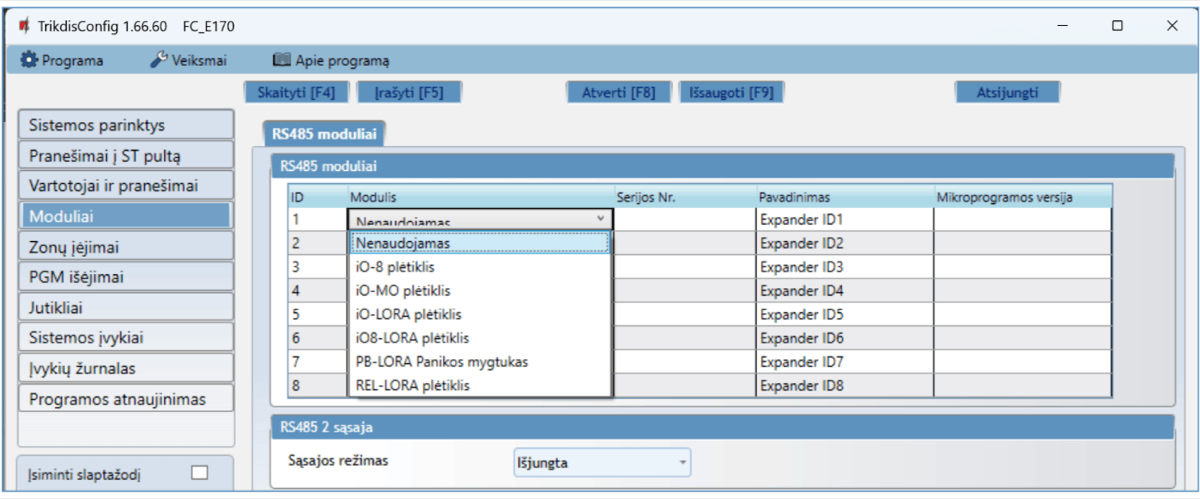 TrikdisConfig 1.66.60 FC_E170
Programa Veiksmai Apie programą
Skaityti [F4] Įrašyti [F5] Atverti [F8] Išsaugoti [F9] Atsijungti
Sistemos parinktys
Pranešimai į ST pultą
Vartotojai ir pranešimai
Moduliai
Zonų įėjimai
PGM išėjimai
Jutikliai
Sistemos įvykiai
Įvykių žurnalas
Programos atnaujinimas
Įsiminti slaptažodį
RS485 moduliai
RS485 moduliai
ID Modulis Serijos Nr. Pavadinimas Mikroprogramos versija
1 Nenaudojamas Expander ID1
2 Nenaudojamas Expander ID2
3 iO-8 plėtiklis Expander ID3
4 iO-MO plėtiklis Expander ID4
5 iO-LORA plėtiklis Expander ID5
6 iO8-LORA plėtiklis Expander ID6
7 PB-LORA Panikos mygtukas Expander ID7
8 REL-LORA plėtiklis Expander ID8
RS485 2 sąsaja
Sąsajos režimas Išjungta